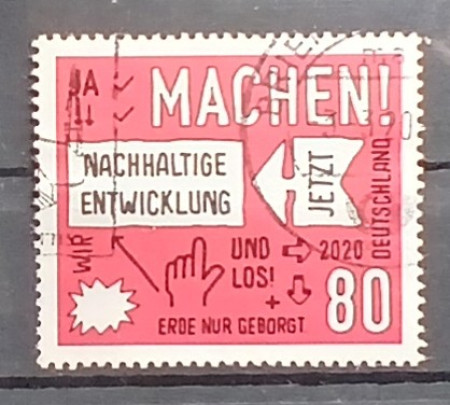 JA MACHEN!
NACHHALTIGE
ENTWICKLUNG
JETZT
DEUTSCHLAND
WIR
UND
LOS!
2020
+
80
ERDE NUR GEBORGT